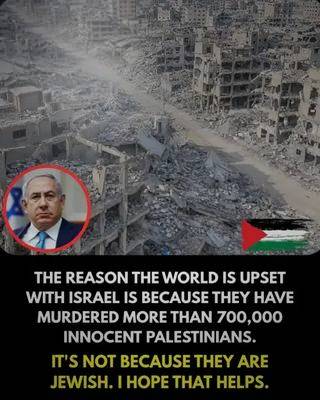 THE REASON THE WORLD IS UPSET
WITH ISRAEL IS BECAUSE THEY HAVE
MURDERED MORE THAN 700,000
INNOCENT PALESTINIANS.
IT'S NOT BECAUSE THEY ARE
JEWISH. I HOPE THAT HELPS.